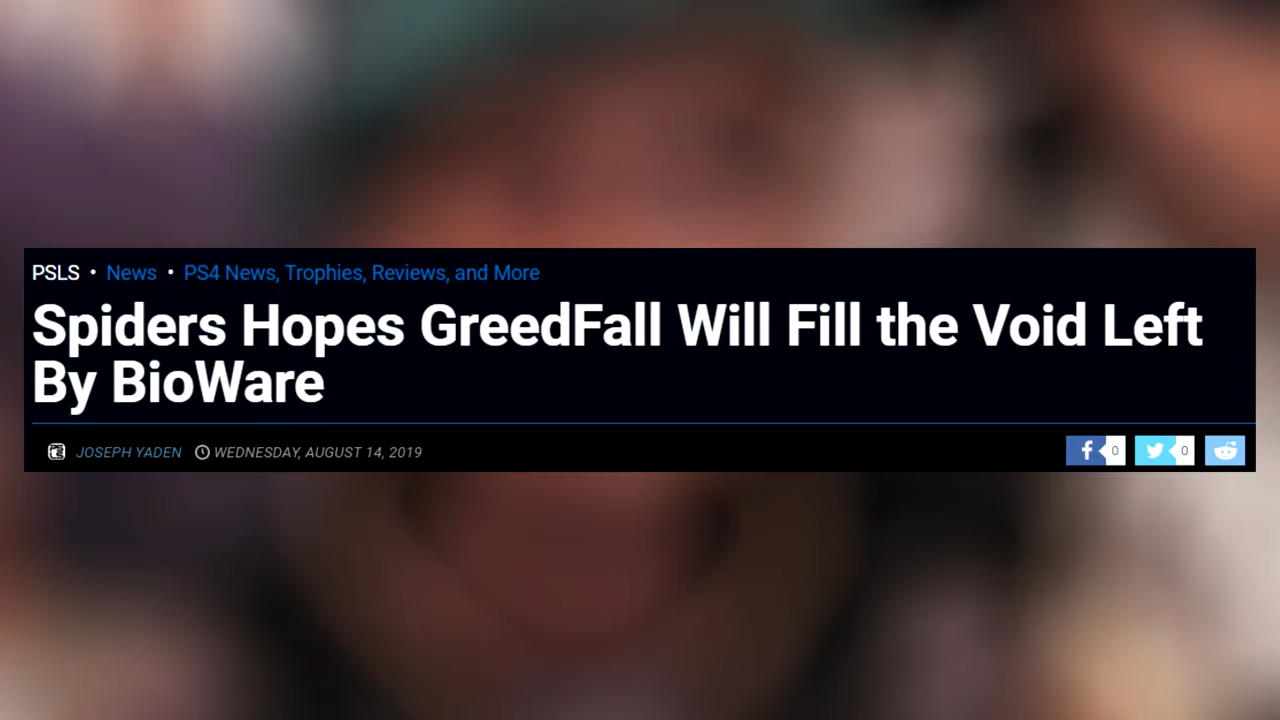 PSLS • News • PS4 News, Trophies, Reviews, and More
Spiders Hopes GreedFall Will Fill the Void Left
By BioWare
JOSEPH YADEN WEDNESDAY, AUGUST 14, 2019 0 0